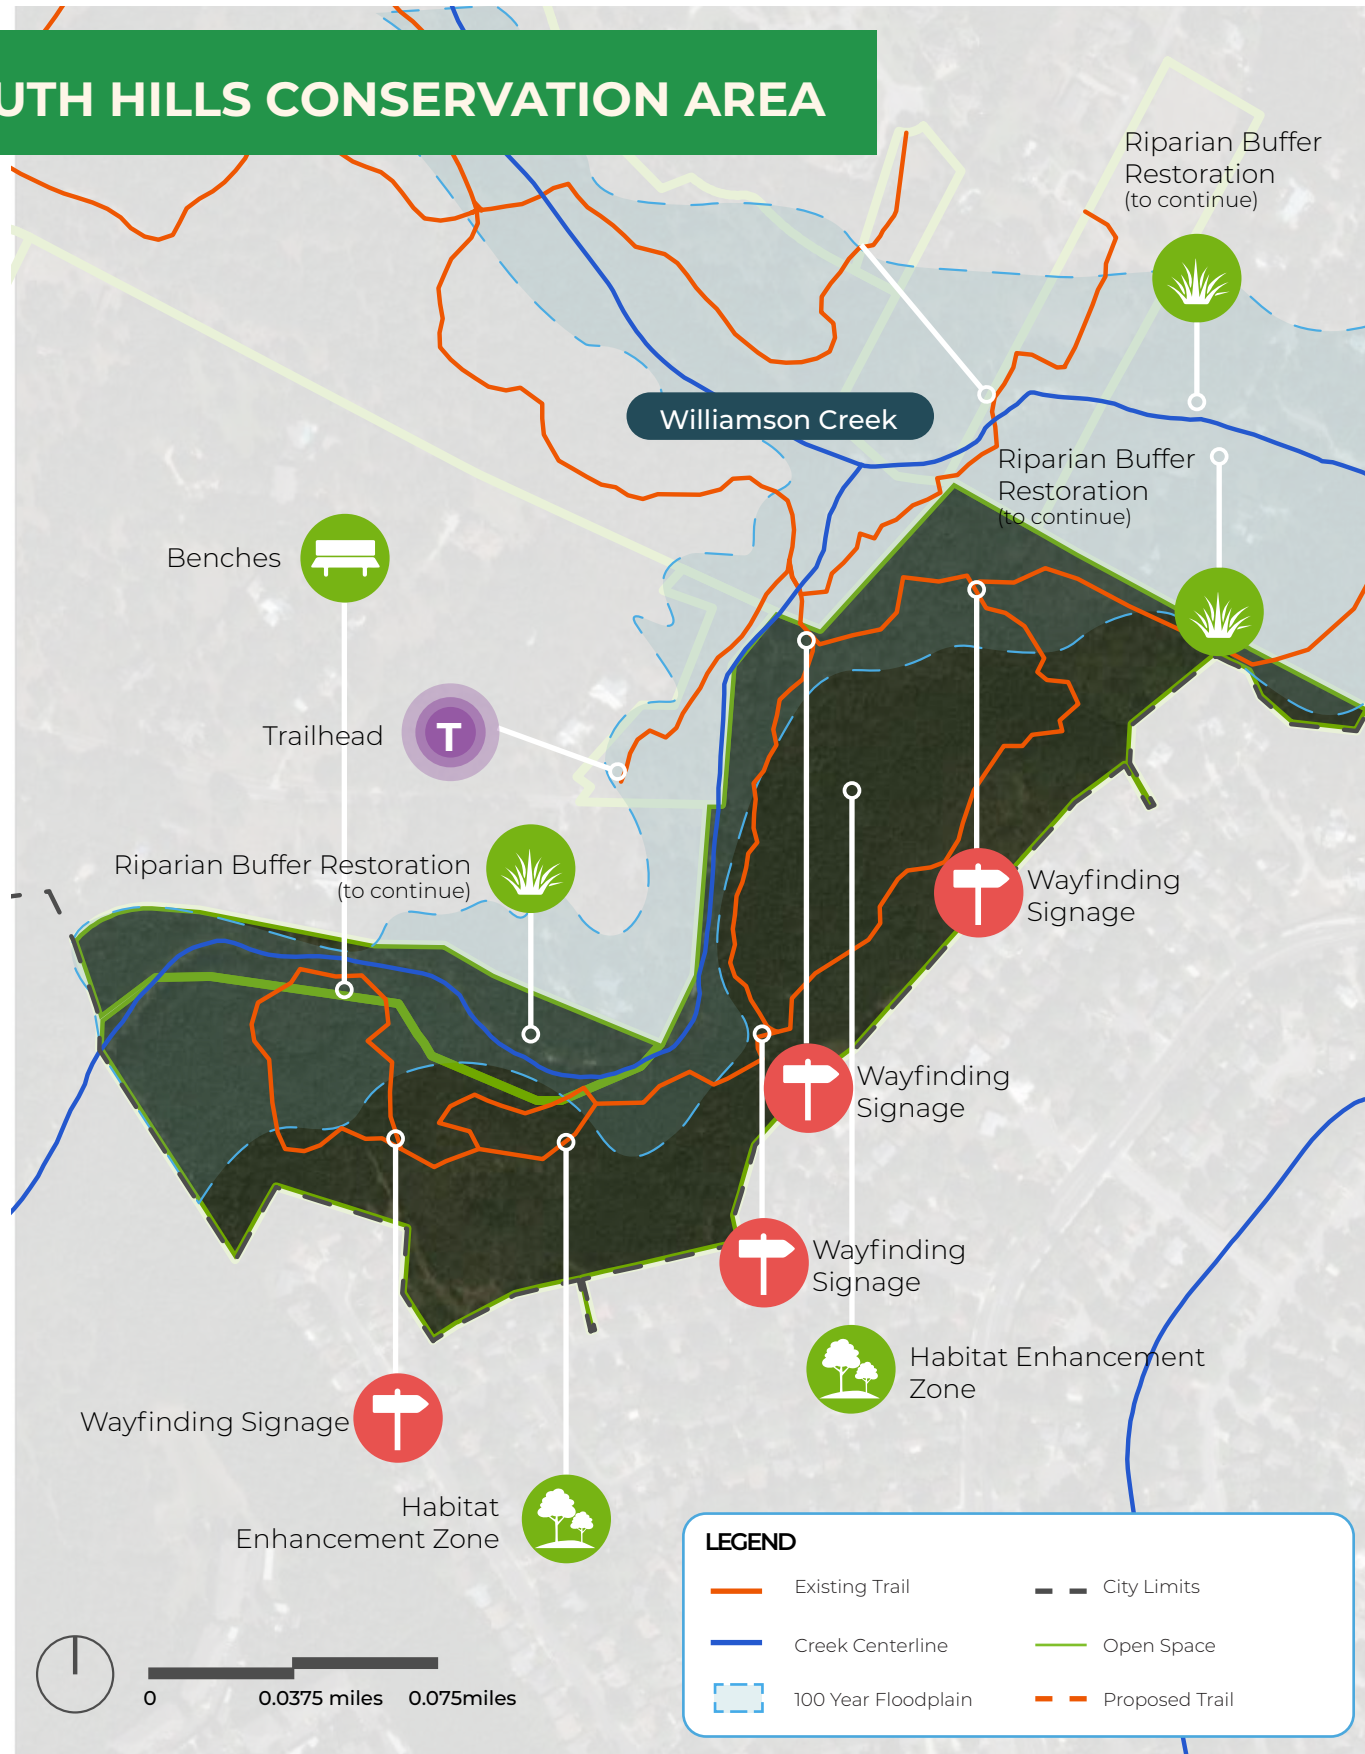 UTH HILLS CONSERVATION AREA
Riparian Buffer
Restoration
(to continue)
Williamson Creek
Riparian Buffer
Restoration
(to continue)
Benches
Trailhead
T
Riparian Buffer Restoration
(to continue)
Wayfinding
Signage
Wayfinding
Signage
Wayfinding
Signage
Habitat Enhancement
Zone
Wayfinding Signage
Habitat
Enhancement Zone
LEGEND
Existing Trail
City Limits
Creek Centerline
Open Space
100 Year Floodplain
Proposed Trail
0
0.0375 miles
0.075miles